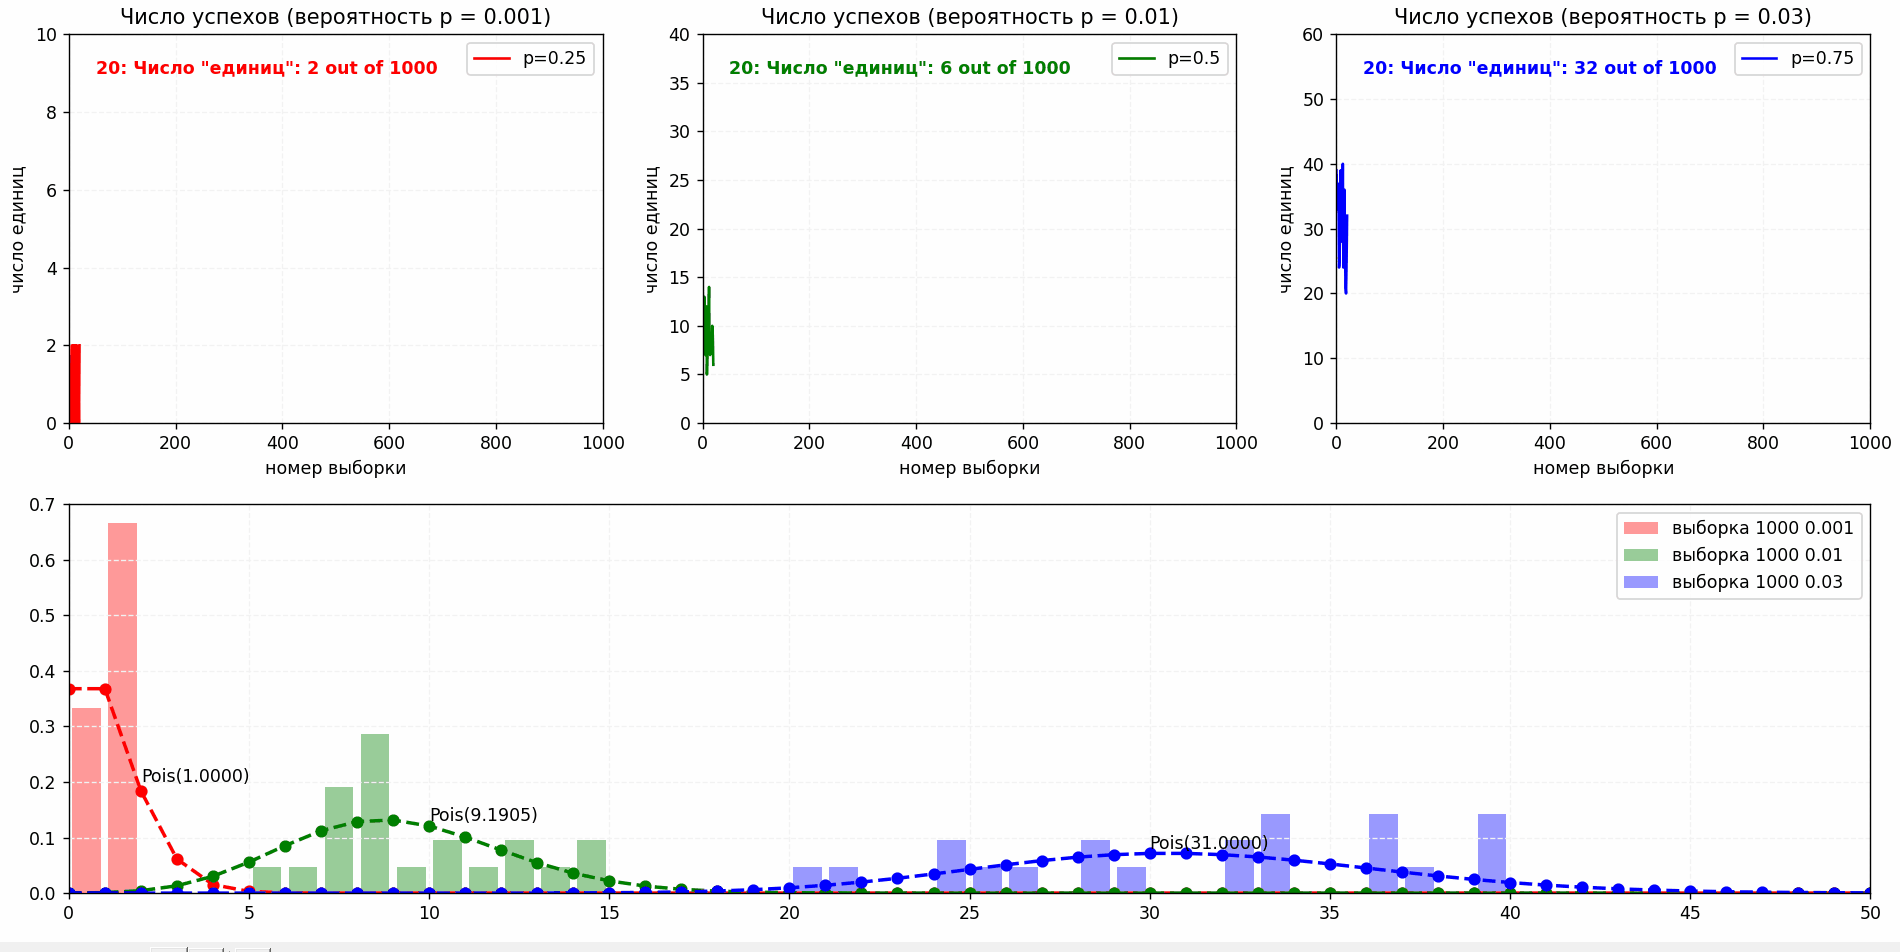 Число успехов (вероятность p = 0.001)
10
8
6
4
2
0
число единиц
20: Число "единиц": 2 out of 1000
p=0.25
0 200 400 600 800 1000
номер выборки
Число успехов (вероятность p = 0.01)
40
35
30
25
20
15
10
5
0
число единиц
20: Число "единиц": 6 out of 1000
p=0.5
0 200 400 600 800 1000
номер выборки
Число успехов (вероятность p = 0.03)
60
50
40
30
20
10
0
число единиц
20: Число "единиц": 32 out of 1000
p=0.75
0 200 400 600 800 1000
номер выборки
0.7
0.6
0.5
0.4
0.3
0.2
0.1
0.0
выборка 1000 0.001
выборка 1000 0.01
выборка 1000 0.03
Pois(1.0000)
Pois(9.1905)
Pois(31.0000)
0 5 10 15 20 25 30 35 40 45 50